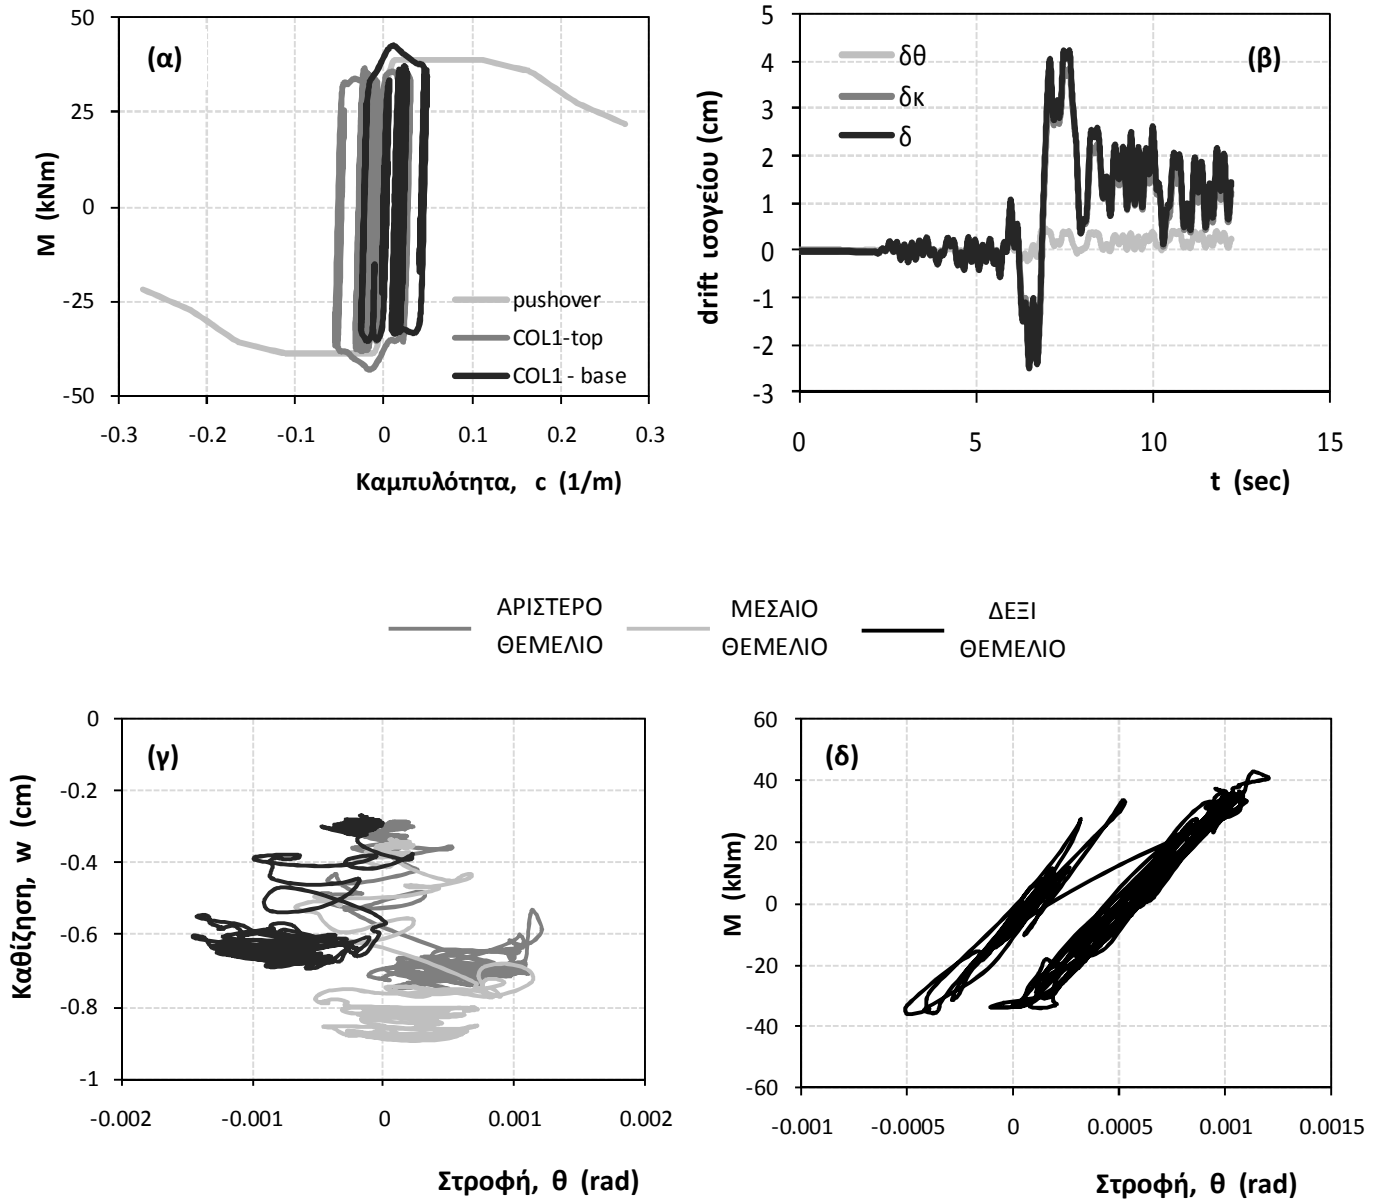 (α)
50
25
0
-25
-50
M (kNm)
pushover
COL1-top
COL1 - base
-0.3 -0.2 -0.1 0 0.1 0.2 0.3
Καμπυλότητα, c (1/m)
(β)
5
4
3
2
1
0
-1
-2
-3
drift ισογείου (cm)
δθ
δκ
δ
0 5 10 15
t (sec)
ΑΡΙΣΤΕΡΟ ΜΕΣΑΙΟ ΔΕΞΙ
ΘΕΜΕΛΙΟ ΘΕΜΕΛΙΟ ΘΕΜΕΛΙΟ
(γ)
0
-0.2
-0.4
-0.6
-0.8
-1
Καθίζηση, w (cm)
-0.002 -0.001 0 0.001 0.002
Στροφή, θ (rad)
(δ)
60
40
20
0
-20
-40
-60
M (kNm)
-0.001 -0.0005 0 0.0005 0.001 0.0015
Στροφή, θ (rad)